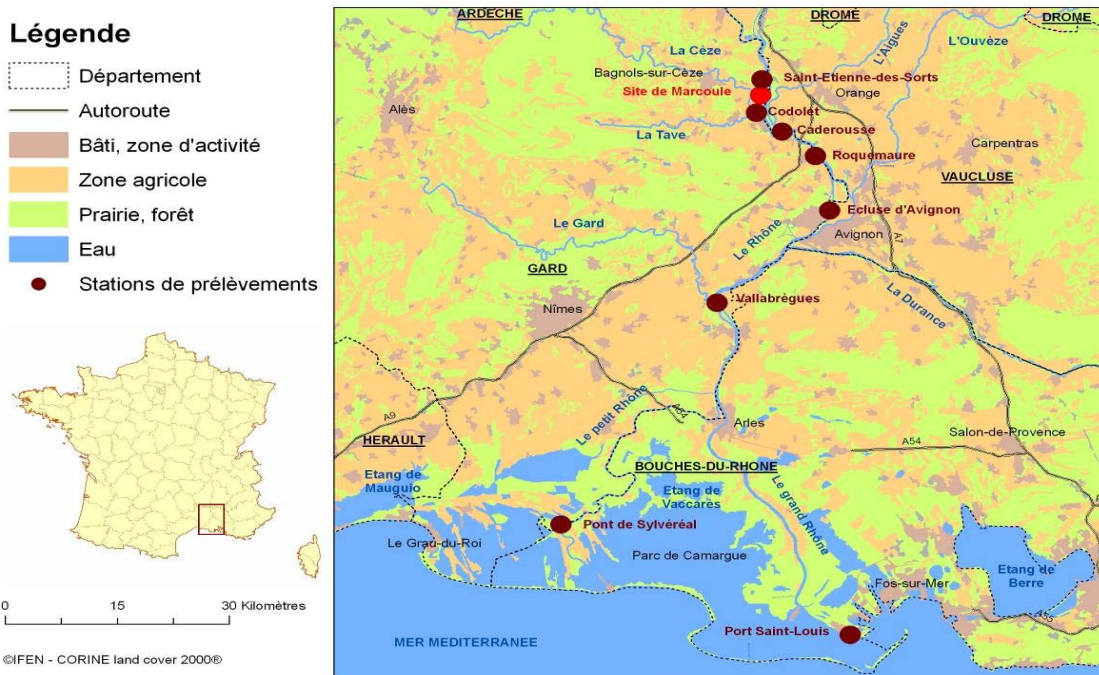 Légende
Département
Autoroute
Bâti, zone d'activité
Zone agricole
Prairie, forêt
Eau
Stations de prélèvements
0 15 30 Kilomètres
©IFEN - CORINE land cover 2000®
ARDECHE
DROME
DROME
La Cèze
L'Aigues
L'Ouvèze
Bagnols-sur-Cèze
Saint-Etienne-des-Sorts
Site de Marcoule
Orange
Alès
Codolet
La Tave
Caderousse
Carpentras
Roquemaure
VAUCLUSE
Ecluse d'Avignon
Le Gard
Le Rhône
Avignon
A7
GARD
La Durance
Vallabrègues
Nîmes
Le petit Rhône
A54
A9
Arles
HERAULT
A54
Salon-de-Provence
BOUCHES-DU-RHONE
Etang de
Mauguio
Etang de
Vaccarès
Le grand Rhône
Pont de Sylvéréal
Le Grau-du-Roi
Parc de Camargue
Etang de
Berre
Fos-sur-Mer
A55
Port Saint-Louis
MER MEDITERRANEE